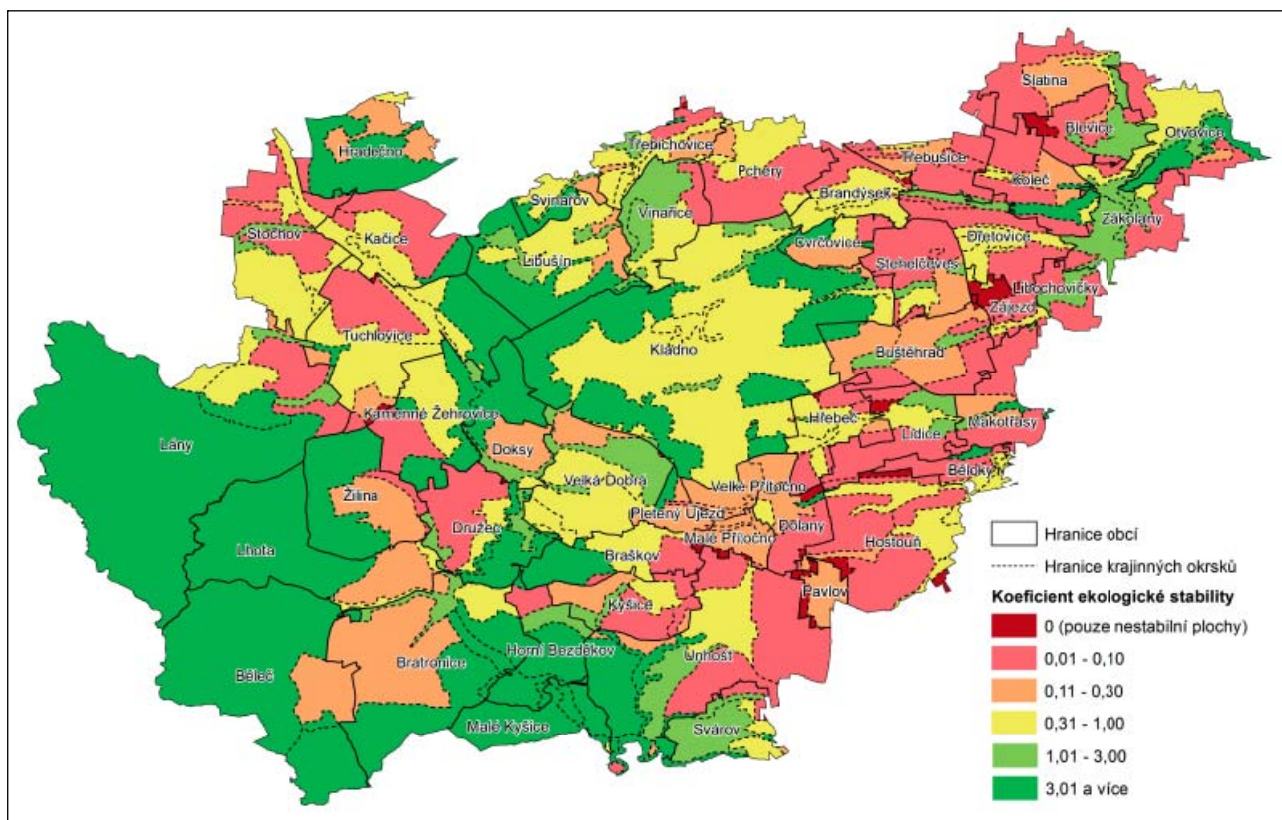 Slatina
Blevice
Otvovice
Třebichovice
Hradečno
Třebusice
Pchery
Koleč
Brandýsek
Svinařov
Vinařice
Zákolany
Stochov
Kačice
Dřetovice
Cvrčovice
Libušín
Stehelčeves
Libochovičky
Zájezd
Tuchlovice
Kladno
Buštěhrad
Kamenné Žehrovice
Hřebeč
Makotřasy
Lidice
Lány
Doksy
Běloky
Velká Dobrá
Velké Přítočno
Žilina
Pletený Újezd
Družec
Dolany
Malé Přítočno
Hostouň
Lhota
Braškov
Pavlov
Kyšice
Horní Bezděkov
Unhošť
Bratronice
Běleč
Malé Kyšice
Svárov
Hranice obcí
Hranice krajinných okrsků
Koeficient ekologické stability
0 (pouze nestabilní plochy)
0,01 - 0,10
0,11 - 0,30
0,31 - 1,00
1,01 - 3,00
3,01 a více